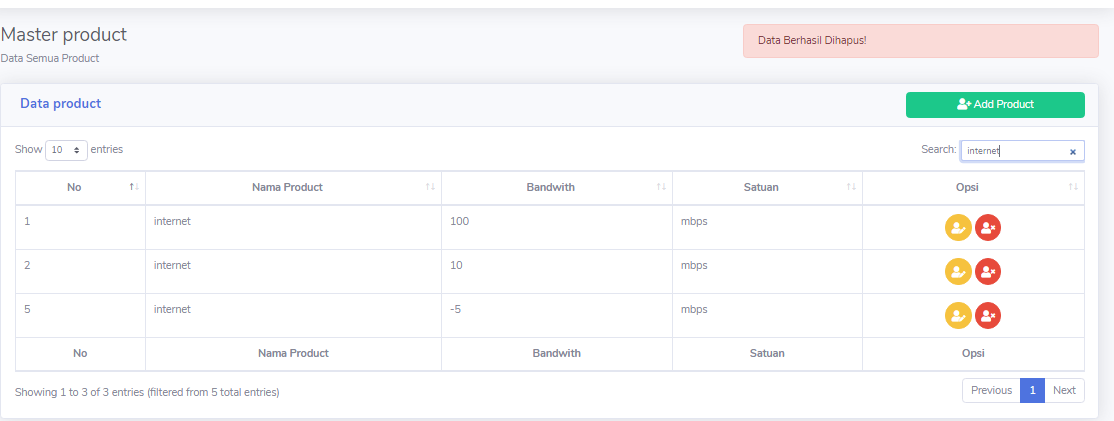 Master product
Data Berhasil Dihapus!
Data Semua Product
Data product
Add Product
Show 10 entries
Search: internet
No Nama Product Bandwith Satuan Opsi
1 internet 100 mbps
2 internet 10 mbps
5 internet -5 mbps
No Nama Product Bandwith Satuan Opsi
Showing 1 to 3 of 3 entries (filtered from 5 total entries)
Previous 1 Next